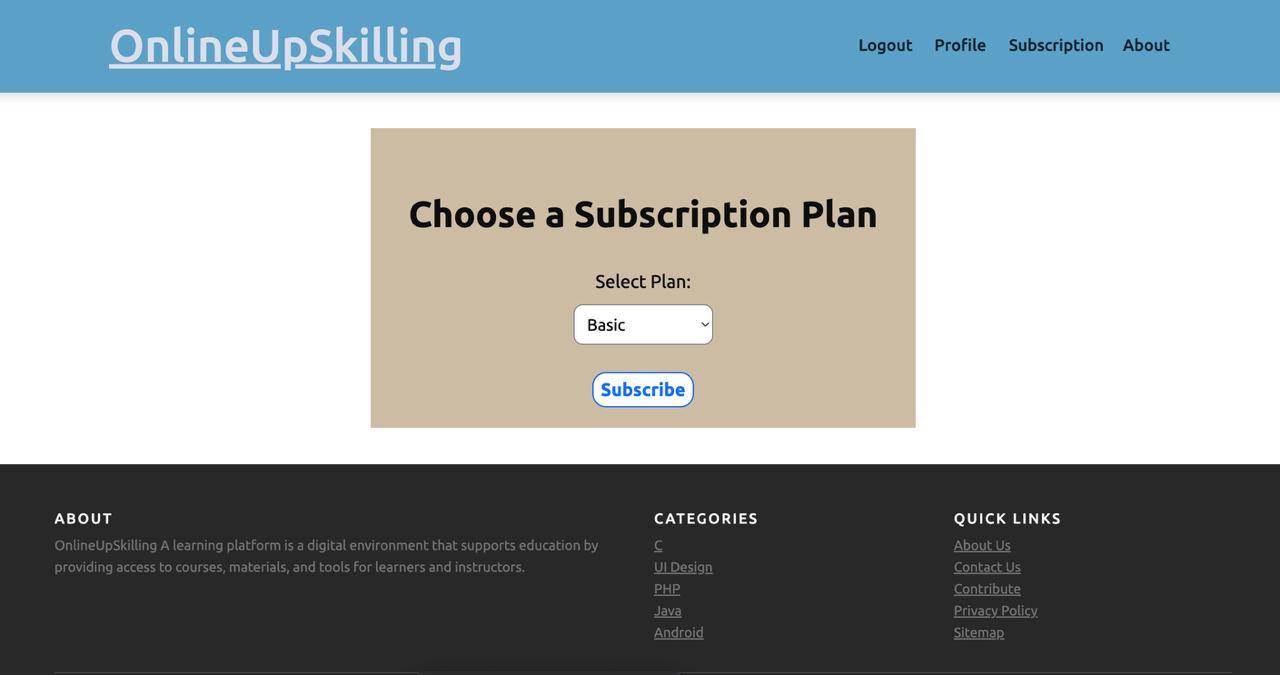 OnlineUpSkilling
Logout Profile Subscription About
Choose a Subscription Plan
Select Plan:
Basic
Subscribe
ABOUT
OnlineUpSkilling A learning platform is a digital environment that supports education by
providing access to courses, materials, and tools for learners and instructors.
CATEGORIES
C
UI Design
PHP
Java
Android
QUICK LINKS
About Us
Contact Us
Contribute
Privacy Policy
Sitemap